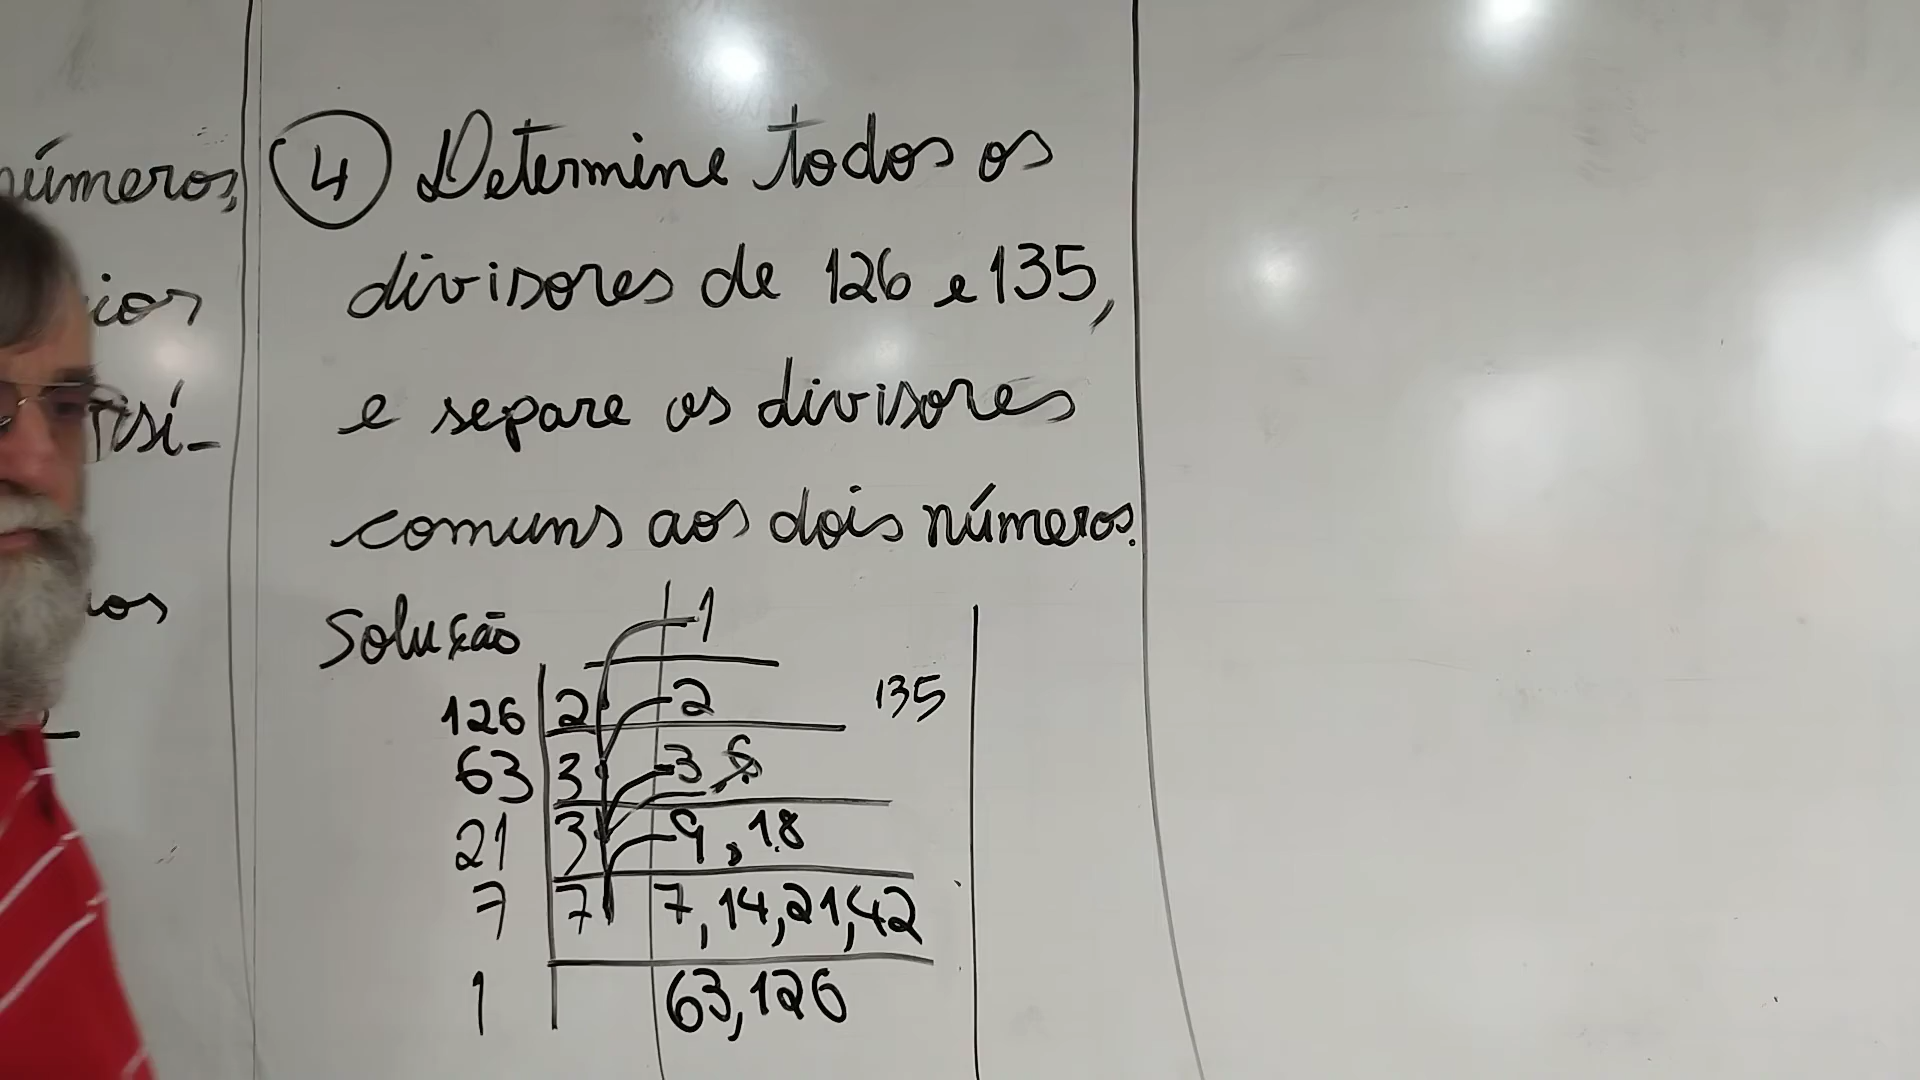 números,
ios
④ Determine todos os
divisores de 126 e 135,
e separe os divisores
comuns aos dois números.
Solução
1
126 2 2 135
63 3 3 6
21 3 9, 18
7 7 7, 14, 21, 42
1 63, 126